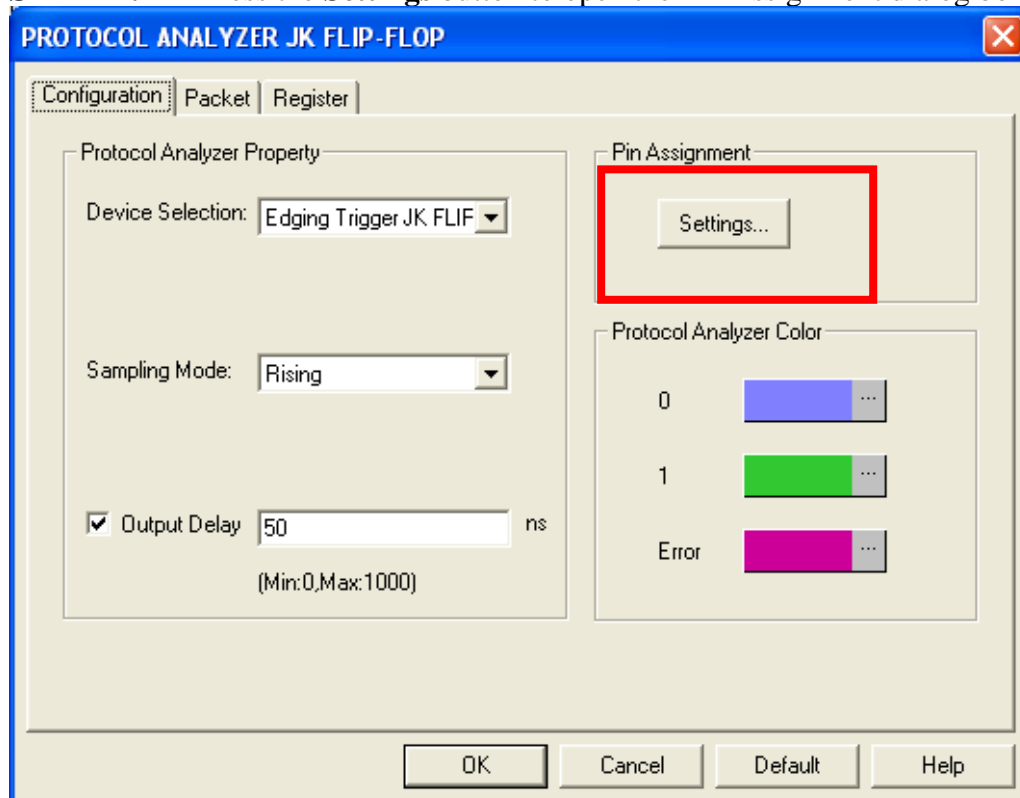 PROTOCOL ANALYZER JK FLIP-FLOP
Configuration Packet Register
Protocol Analyzer Property
Device Selection: Edging Trigger JK FLIF
Sampling Mode: Rising
Output Delay 50 ns
(Min:0,Max:1000)
Pin Assignment
Settings...
Protocol Analyzer Color
0 ...
1 ...
Error ...
OK Cancel Default Help